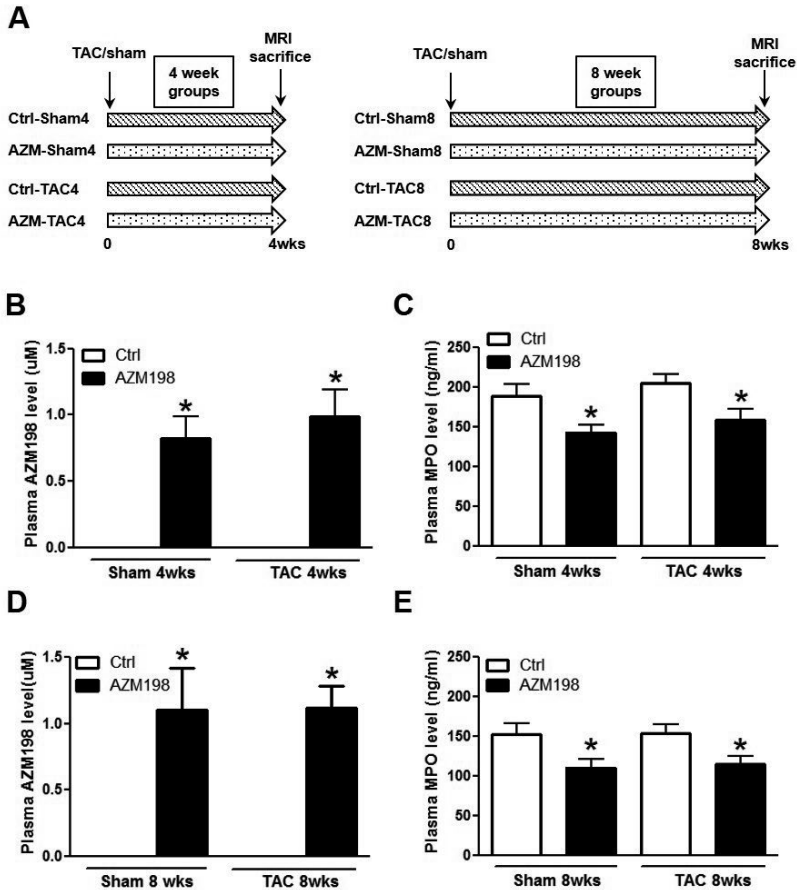 A
TAC/sham
4 week
groups
MRI
sacrifice
Ctrl-Sham4
AZM-Sham4
Ctrl-TAC4
AZM-TAC4
0
4wks
TAC/sham
8 week
groups
MRI
sacrifice
Ctrl-Sham8
AZM-Sham8
Ctrl-TAC8
AZM-TAC8
0
8wks
B
Plasma AZM198 level (uM)
1.5
1.0
0.5
0.0
Ctrl
AZM198
*
*
Sham 4wks
TAC 4wks
C
Plasma MPO level (ng/ml)
250
200
150
100
50
0
Ctrl
AZM198
*
*
Sham 4wks
TAC 4wks
D
Plasma AZM198 level(uM)
1.5
1.0
0.5
0.0
Ctrl
AZM198
*
*
Sham 8 wks
TAC 8wks
E
Plasma MPO level (ng/ml)
250
200
150
100
50
0
Ctrl
AZM198
*
*
Sham 8wks
TAC 8wks